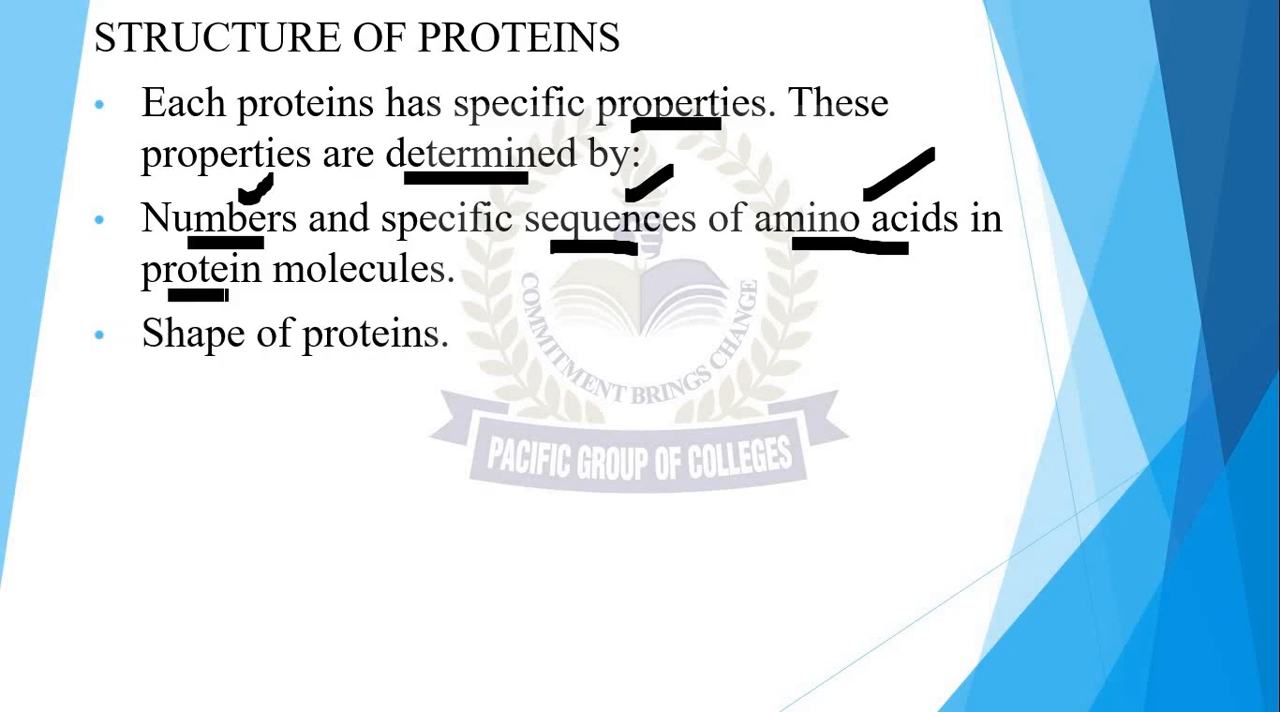 STRUCTURE OF PROTEINS
• Each proteins has specific properties. These
properties are determined by:
• Numbers and specific sequences of amino acids in
protein molecules.
• Shape of proteins.
COMMITMENT BRINGS CHANGE
PACIFIC GROUP OF COLLEGES